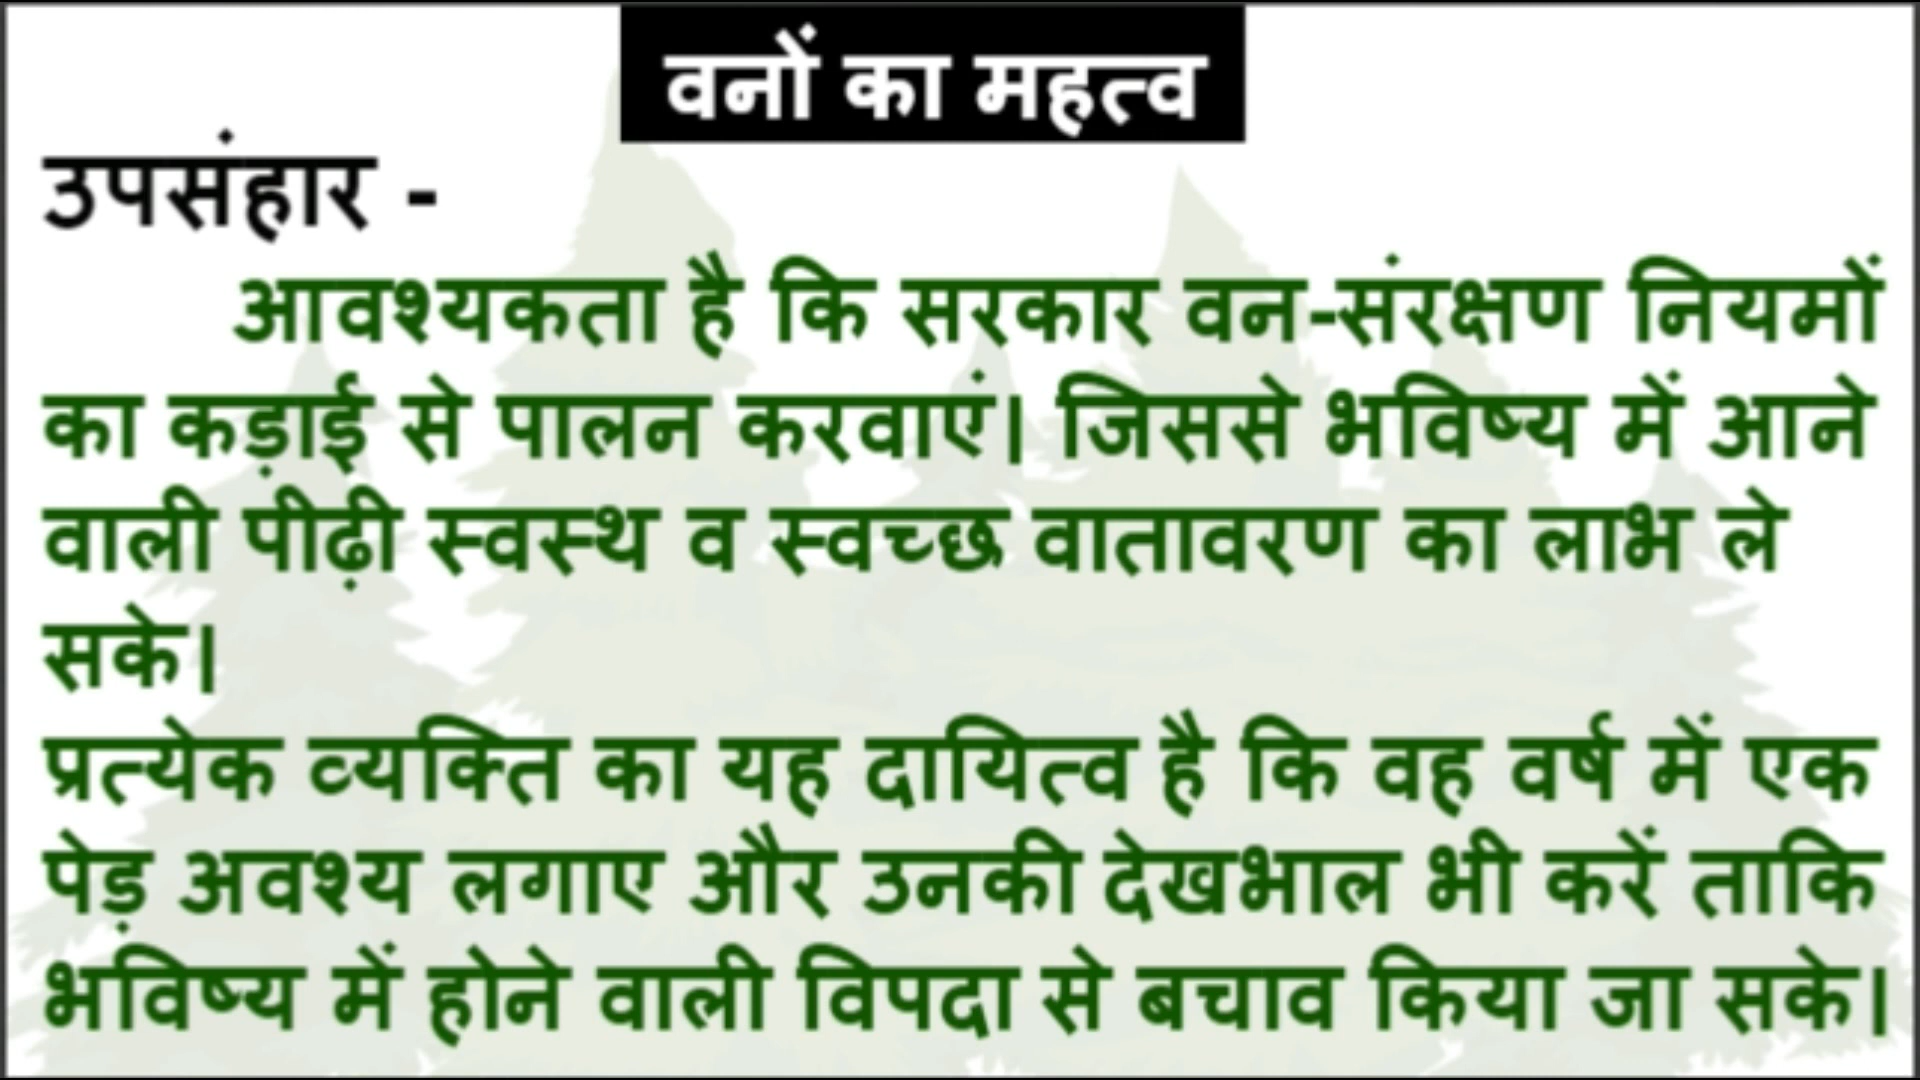 वनों का महत्व
उपसंहार -
आवश्यकता है कि सरकार वन-संरक्षण नियमों
का कड़ाई से पालन करवाएं। जिससे भविष्य में आने
वाली पीढ़ी स्वस्थ व स्वच्छ वातावरण का लाभ ले
सके।
प्रत्येक व्यक्ति का यह दायित्व है कि वह वर्ष में एक
पेड़ अवश्य लगाए और उनकी देखभाल भी करें ताकि
भविष्य में होने वाली विपदा से बचाव किया जा सके।